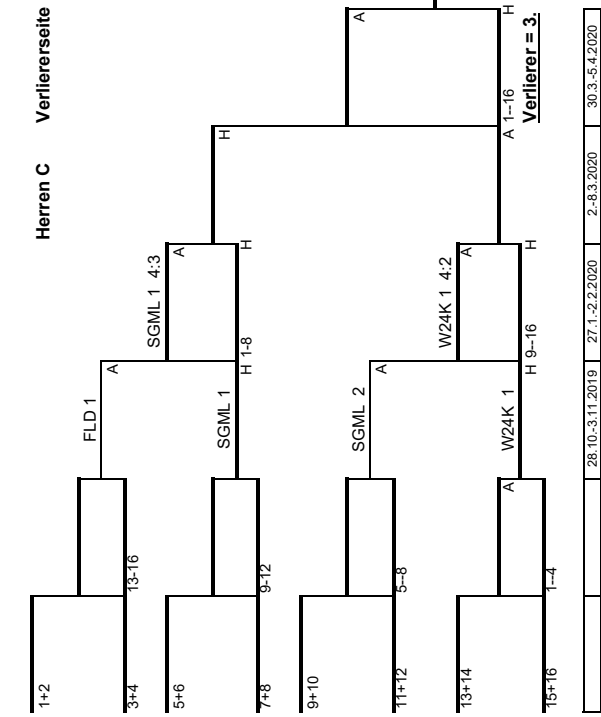 Herren C Verliererseite
1+2
3+4
13-16
FLD 1
A
5+6
7+8
9-12
SGML 1
H
1-8
SGML 1 4:3
A
H
H
9+10
11+12
5--8
SGML 2
A
13+14
15+16
1--4
A
W24K 1
H
9--16
W24K 1 4:2
A
H
A
1--16
A
H
Verlierer = 3.
28.10.-3.11.2019
27.1.-2.2.2020
2.-8.3.2020
30.3.-5.4.2020